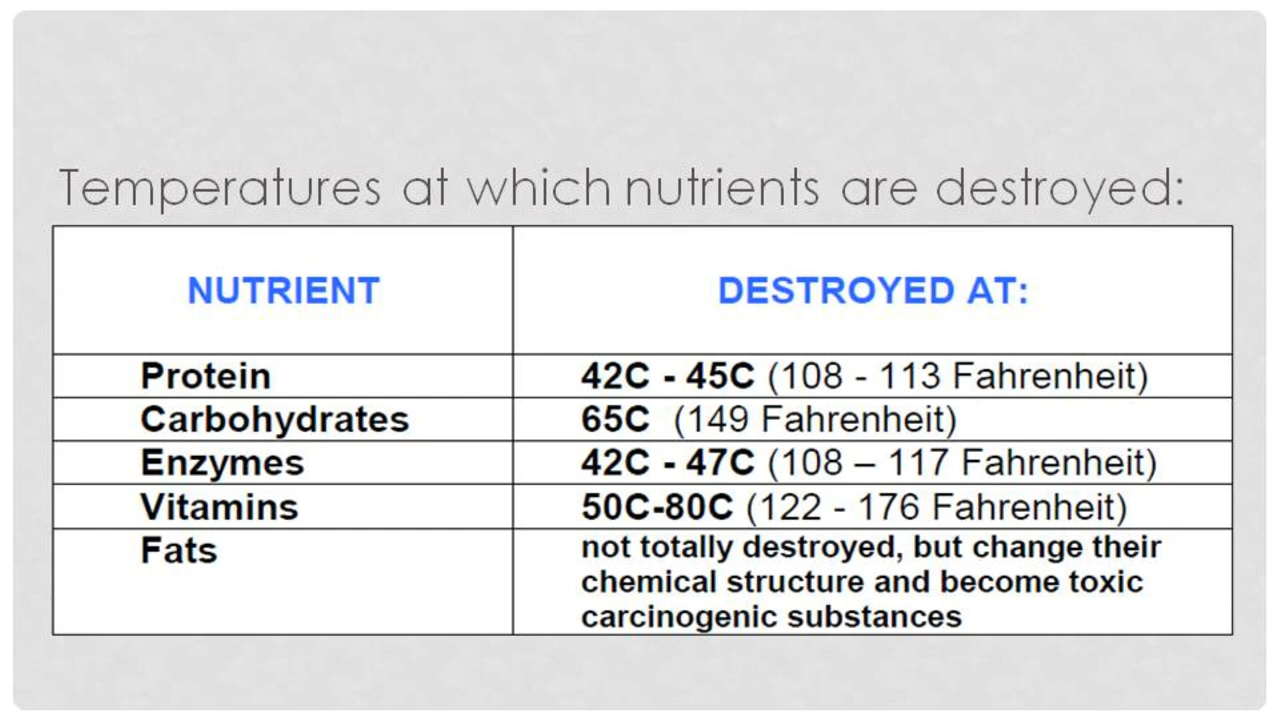 Temperatures at which nutrients are destroyed:
NUTRIENT DESTROYED AT:
Protein 42C - 45C (108 - 113 Fahrenheit)
Carbohydrates 65C (149 Fahrenheit)
Enzymes 42C - 47C (108 – 117 Fahrenheit)
Vitamins 50C-80C (122 - 176 Fahrenheit)
Fats not totally destroyed, but change their
chemical structure and become toxic
carcinogenic substances